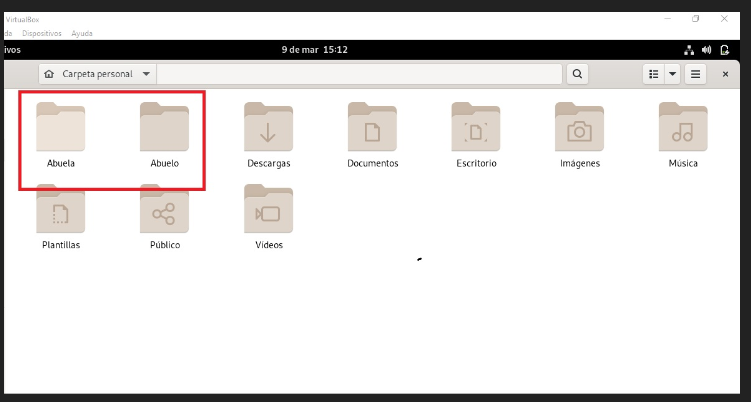 VirtualBox
da Dispositivos Ayuda
ivos 9 de mar 15:12
Carpeta personal
Abuela Abuelo Descargas Documentos Escritorio Imágenes Música
Plantillas Público Vídeos